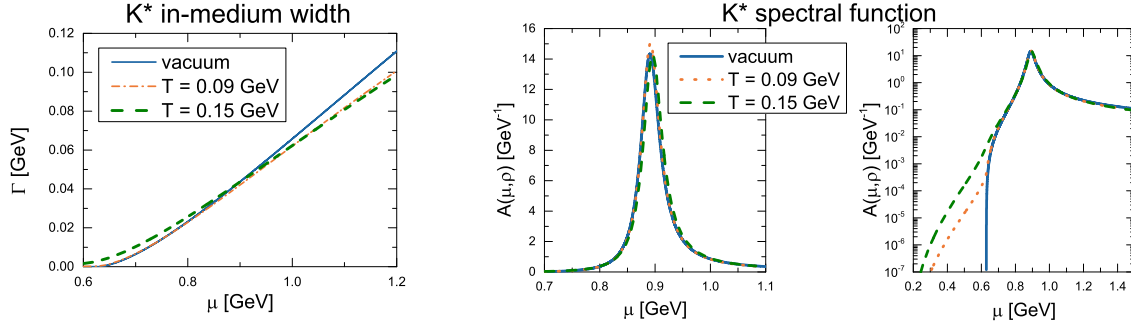 K* in-medium width
0.12
0.10
0.08
0.06
0.04
0.02
0.00
Γ [GeV]
vacuum
T = 0.09 GeV
T = 0.15 GeV
0.6 0.8 1.0 1.2
μ [GeV]
K* spectral function
16
14
12
10
8
6
4
2
0
A(μ,ρ) [GeV⁻¹]
vacuum
T = 0.09 GeV
T = 0.15 GeV
0.7 0.8 0.9 1.0 1.1
μ [GeV]
10²
10¹
10⁰
10⁻¹
10⁻²
10⁻³
10⁻⁴
10⁻⁵
10⁻⁶
10⁻⁷
A(μ,ρ) [GeV⁻¹]
0.2 0.4 0.6 0.8 1.0 1.2 1.4
μ [GeV]